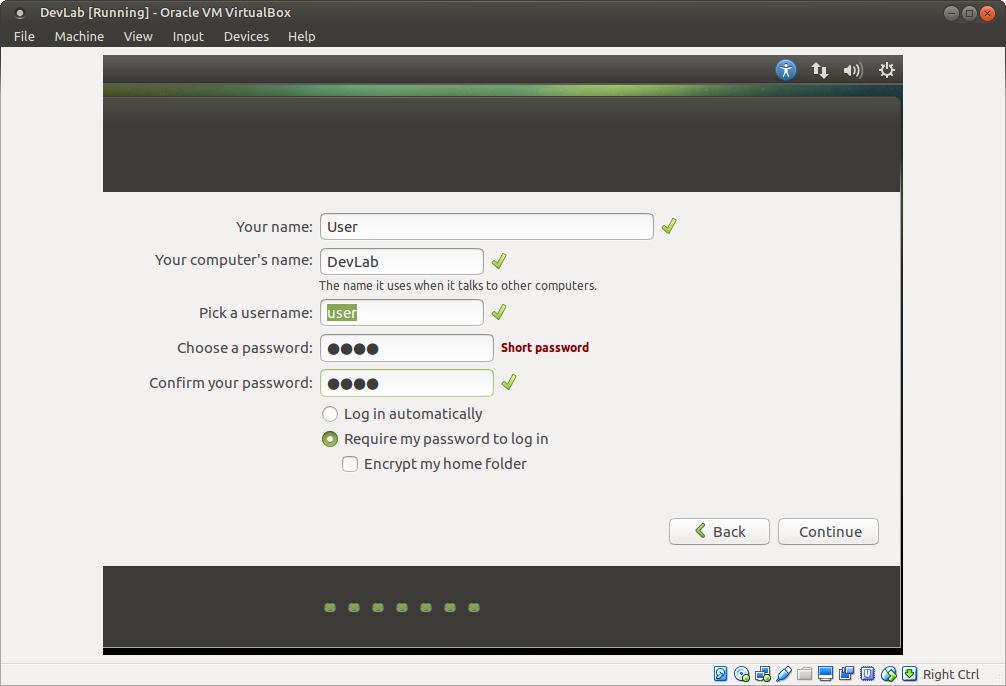 DevLab [Running] - Oracle VM VirtualBox
File Machine View Input Devices Help
Your name: User
Your computer's name: DevLab
The name it uses when it talks to other computers.
Pick a username: user
Choose a password: ●●●● Short password
Confirm your password: ●●●●
Log in automatically
Require my password to log in
Encrypt my home folder
Back Continue
Right Ctrl